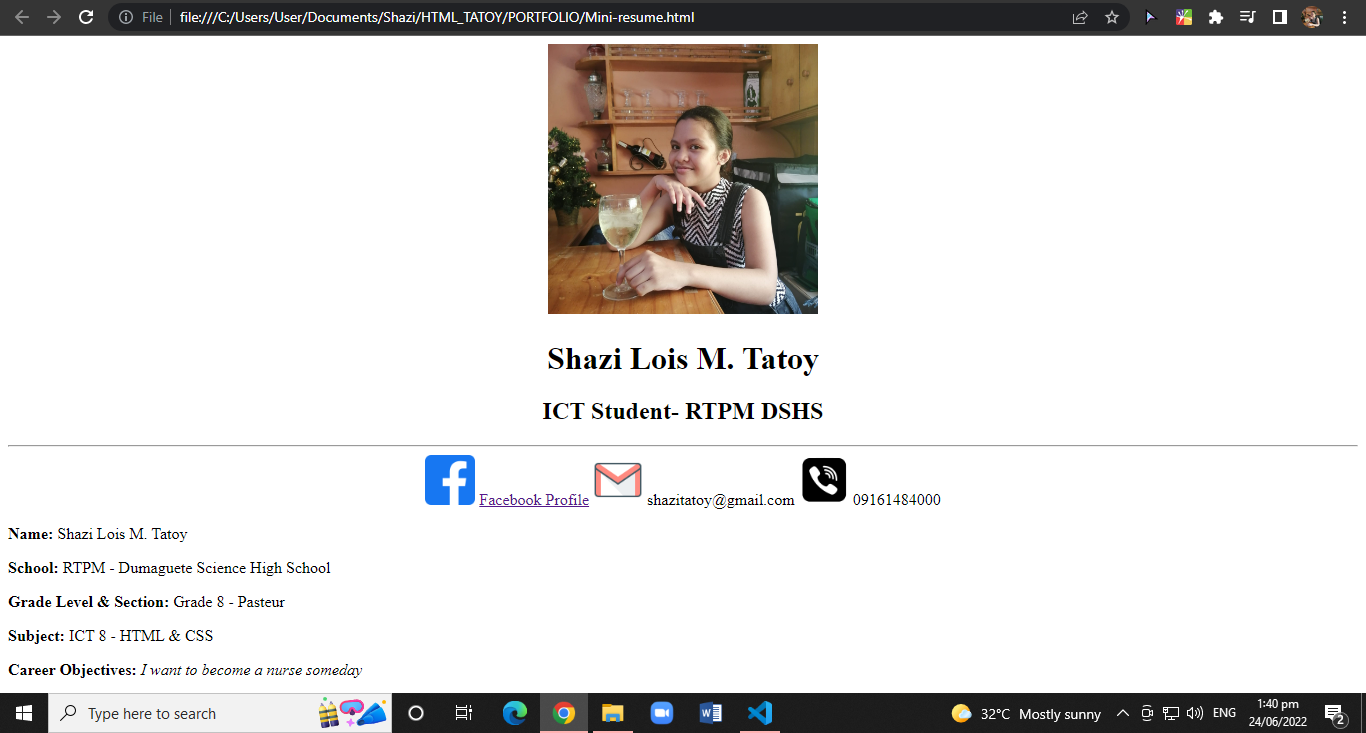 File
file:///C:/Users/User/Documents/Shazi/HTML_TATOY/PORTFOLIO/Mini-resume.html
Shazi Lois M. Tatoy
ICT Student- RTPM DSHS
Facebook Profile shazitatoy@gmail.com 09161484000
Name: Shazi Lois M. Tatoy
School: RTPM - Dumaguete Science High School
Grade Level & Section: Grade 8 - Pasteur
Subject: ICT 8 - HTML & CSS
Career Objectives: I want to become a nurse someday
Type here to search
32°C Mostly sunny
ENG
1:40 pm
24/06/2022
2